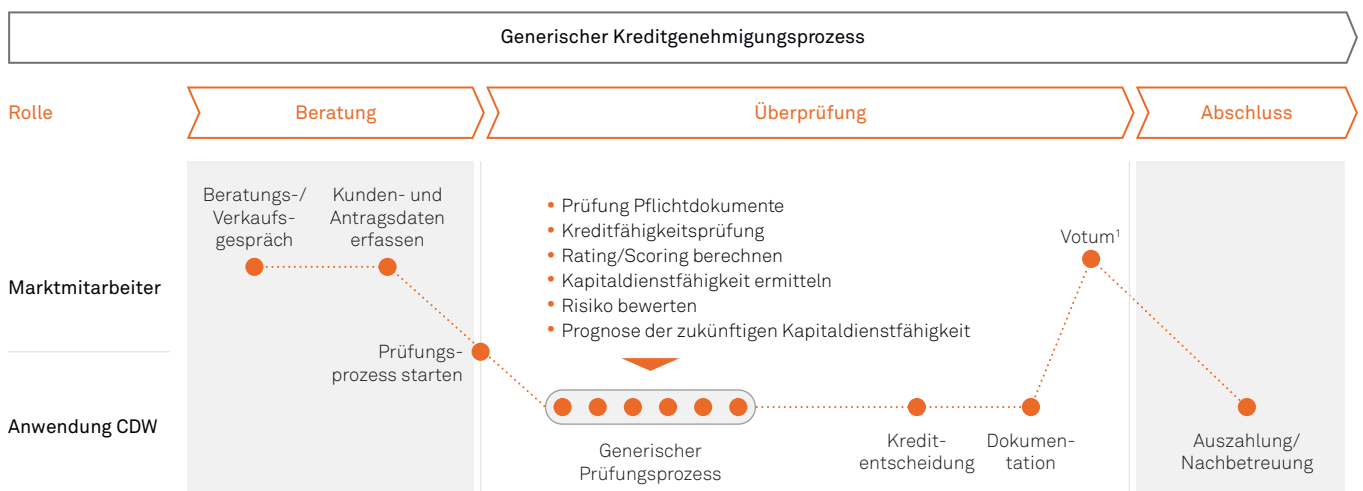 Generischer Kreditgenehmigungsprozess
Rolle
Beratung
Überprüfung
Abschluss
Beratungs-/
Verkaufs-
gespräch
Kunden- und
Antragsdaten
erfassen
• Prüfung Pflichtdokumente
• Kreditfähigkeitsprüfung
• Rating/Scoring berechnen
• Kapitaldienstfähigkeit ermitteln
• Risiko bewerten
• Prognose der zukünftigen Kapitaldienstfähigkeit
Votum¹
Marktmitarbeiter
Prüfungs-
prozess starten
Anwendung CDW
Generischer
Prüfungsprozess
Kredit-
entscheidung
Dokumen-
tation
Auszahlung/
Nachbetreuung